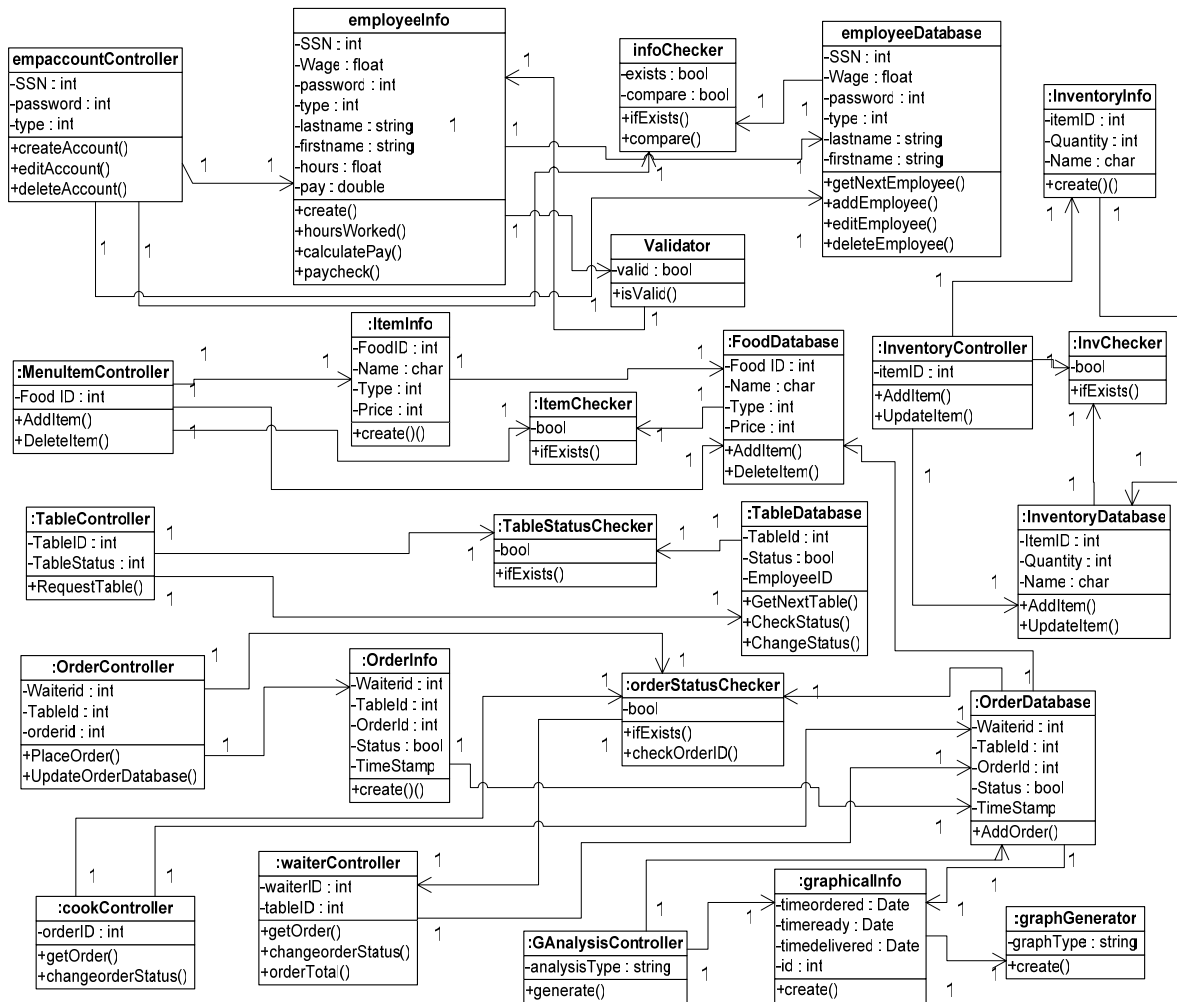 empaccountController
-SSN : int
-password : int
-type : int
+createAccount()
+editAccount()
+deleteAccount()
employeeInfo
-SSN : int
-Wage : float
-password : int
-type : int
-lastname : string
-firstname : string
-hours : float
-pay : double
+create()
+hoursWorked()
+calculatePay()
+paycheck()
infoChecker
-exists : bool
-compare : bool
+ifExists()
+compare()
employeeDatabase
-SSN : int
-Wage : float
-password : int
-type : int
-lastname : string
-firstname : string
+getNextEmployee()
+addEmployee()
+editEmployee()
+deleteEmployee()
:InventoryInfo
-itemID : int
-Quantity : int
-Name : char
+create()()
Validator
-valid : bool
+isValid()
:MenuItemController
-Food ID : int
+AddItem()
+DeleteItem()
:ItemInfo
-FoodID : int
-Name : char
-Type : int
-Price : int
+create()()
:ItemChecker
-bool
+ifExists()
:FoodDatabase
-Food ID : int
-Name : char
-Type : int
-Price : int
+AddItem()
+DeleteItem()
:InventoryController
-itemID : int
+AddItem()
+UpdateItem()
:InvChecker
-bool
+ifExists()
:TableController
-TableID : int
-TableStatus : int
+RequestTable()
:TableStatusChecker
-bool
+ifExists()
:TableDatabase
-TableId : int
-Status : bool
-EmployeeID
+GetNextTable()
+CheckStatus()
+ChangeStatus()
:InventoryDatabase
-ItemID : int
-Quantity : int
-Name : char
+AddItem()
+UpdateItem()
:OrderController
-Waiterid : int
-TableId : int
-orderid : int
+PlaceOrder()
+UpdateOrderDatabase()
:OrderInfo
-Waiterid : int
-TableId : int
-OrderId : int
-Status : bool
-TimeStamp
+create()()
:orderStatusChecker
-bool
+ifExists()
+checkOrderID()
:OrderDatabase
-Waiterid : int
-TableId : int
-OrderId : int
-Status : bool
-TimeStamp
+AddOrder()
:cookController
-orderID : int
+getOrder()
+changeorderStatus()
:waiterController
-waiterID : int
-tableID : int
+getOrder()
+changeorderStatus()
+orderTotal()
:GAnalysisController
-analysisType : string
+generate()
:graphicalInfo
-timeordered : Date
-timeready : Date
-timedelivered : Date
-id : int
+create()
:graphGenerator
-graphType : string
+create()